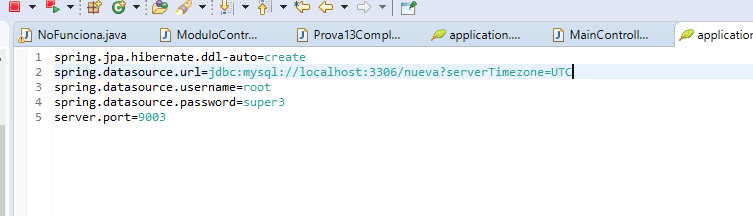 NoFunciona.java
ModuloContr...
Prova13Compl...
application....
MainControll...
application
1 spring.jpa.hibernate.ddl-auto=create
2 spring.datasource.url=jdbc:mysql://localhost:3306/nueva?serverTimezone=UTC
3 spring.datasource.username=root
4 spring.datasource.password=super3
5 server.port=9003